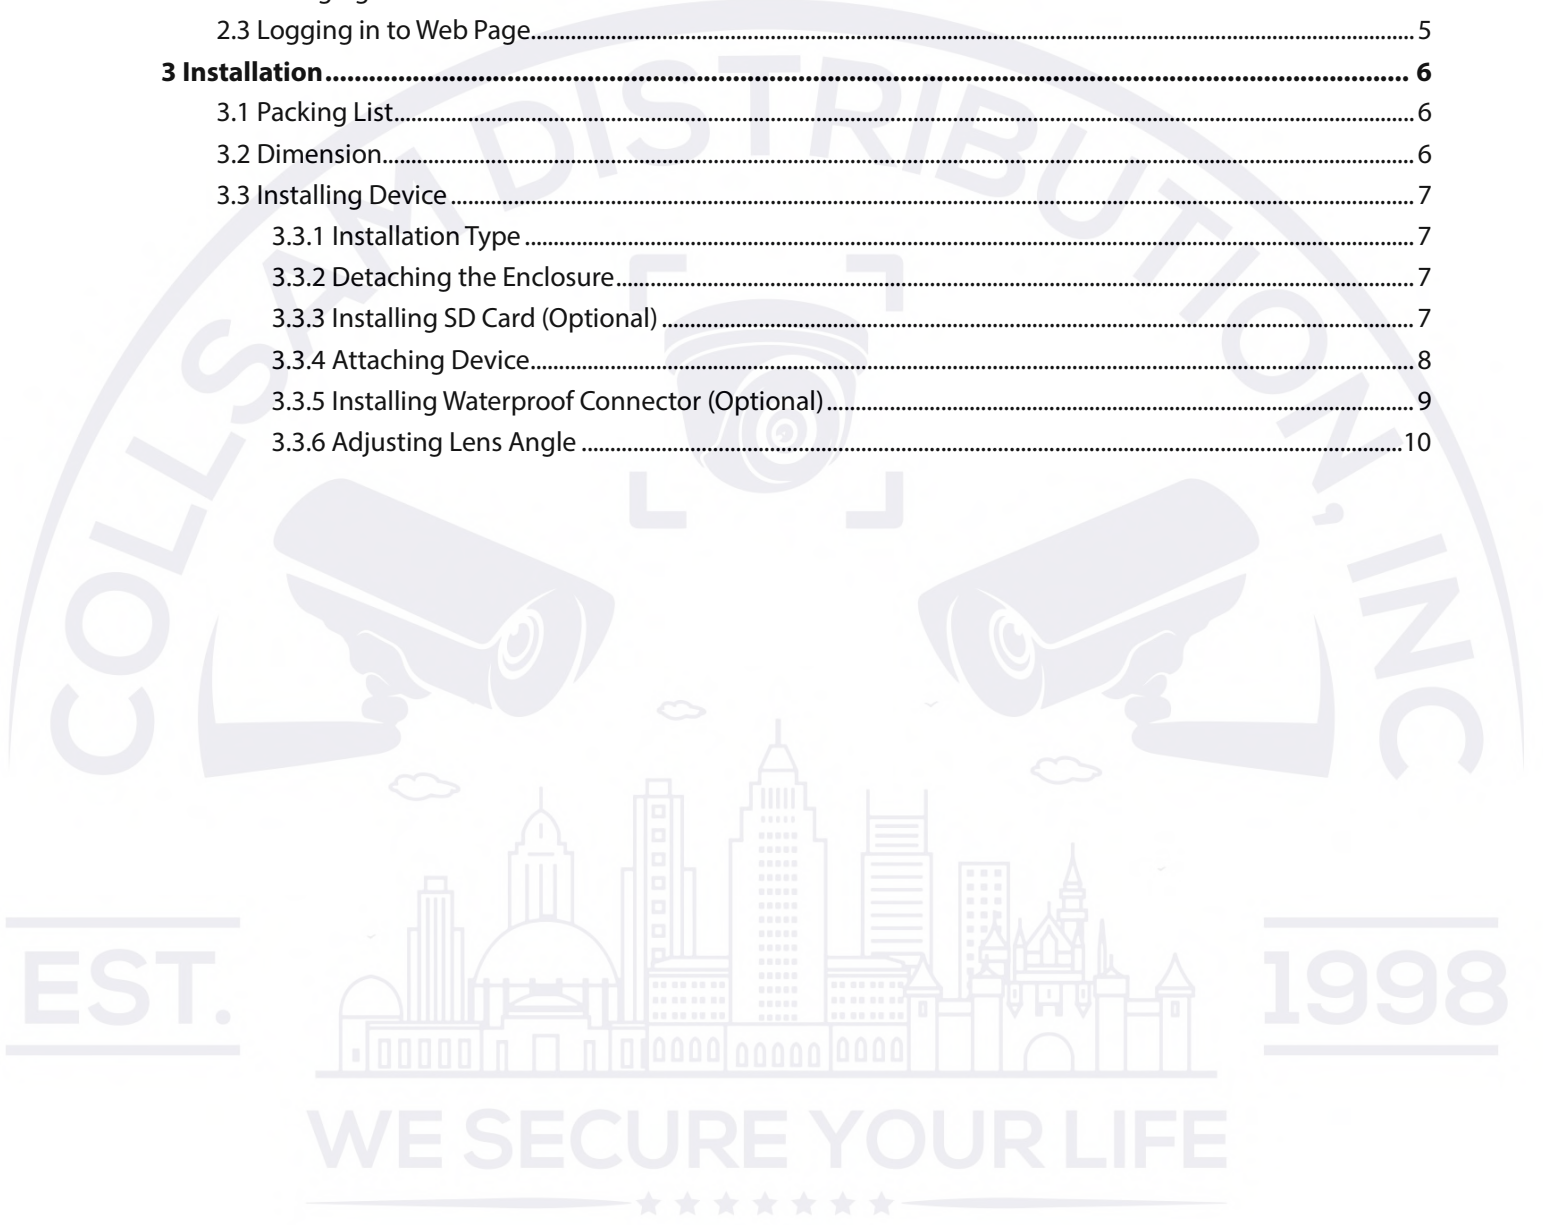 2.3 Logging in to Web Page 5
3 Installation 6
3.1 Packing List 6
3.2 Dimension 6
3.3 Installing Device 7
3.3.1 Installation Type 7
3.3.2 Detaching the Enclosure 7
3.3.3 Installing SD Card (Optional) 7
3.3.4 Attaching Device 8
3.3.5 Installing Waterproof Connector (Optional) 9
3.3.6 Adjusting Lens Angle 10
COLLS AM DISTRIBUTION, INC
EST. 1998
WE SECURE YOUR LIFE